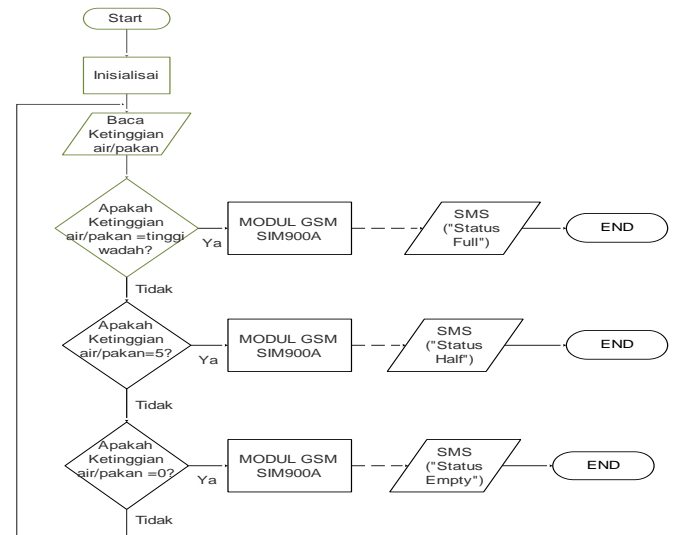 Start
Inisialisai
Baca
Ketinggian
air/pakan
Apakah
Ketinggian
air/pakan =tinggi
wadah?
Ya
MODUL GSM
SIM900A
SMS
("Status
Full")
END
Tidak
Apakah
Ketinggian
air/pakan=5?
Ya
MODUL GSM
SIM900A
SMS
("Status
Half")
END
Tidak
Apakah
Ketinggian
air/pakan =0?
Ya
MODUL GSM
SIM900A
SMS
("Status
Empty")
END
Tidak